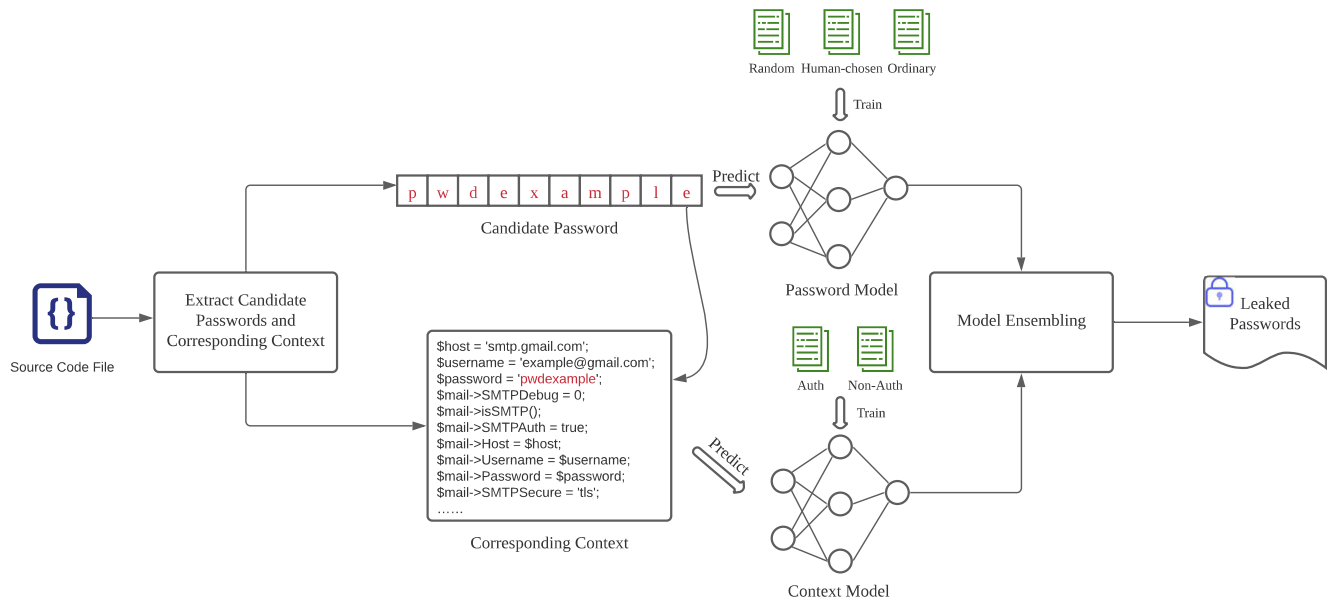 Random Human-chosen Ordinary
Train
p w d e x a m p l e
Predict
Candidate Password
Password Model
{}
Source Code File
Extract Candidate
Passwords and
Corresponding Context
$host = 'smtp.gmail.com';
$username = 'example@gmail.com';
$password = 'pwdexample';
$mail->SMTPDebug = 0;
$mail->isSMTP();
$mail->SMTPAuth = true;
$mail->Host = $host;
$mail->Username = $username;
$mail->Password = $password;
$mail->SMTPSecure = 'tls';
......
Corresponding Context
Predict
Auth Non-Auth
Train
Context Model
Model Ensembling
Leaked
Passwords